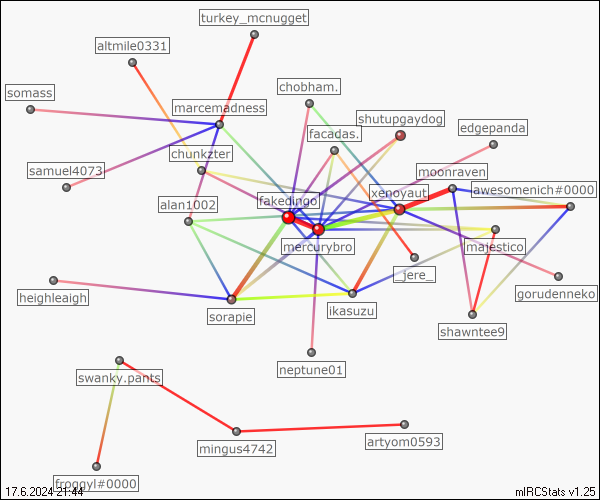 turkey_mcnugget
altmile0331
chobham.
somass
marcemadness
shutupgaydog
facadas.
edgepanda
chunkzter
samuel4073
moonraven
xenoyaut
awesomenich#0000
alan1002
fakedingo
mercurybro
majestico
_jere_
heighleaigh
gorudenneko
sorapie
ikasuzu
shawntee9
neptune01
swanky.pants
artyom0593
mingus4742
froggyl#0000
17.6.2024 21:44
mIRCStats v1.25